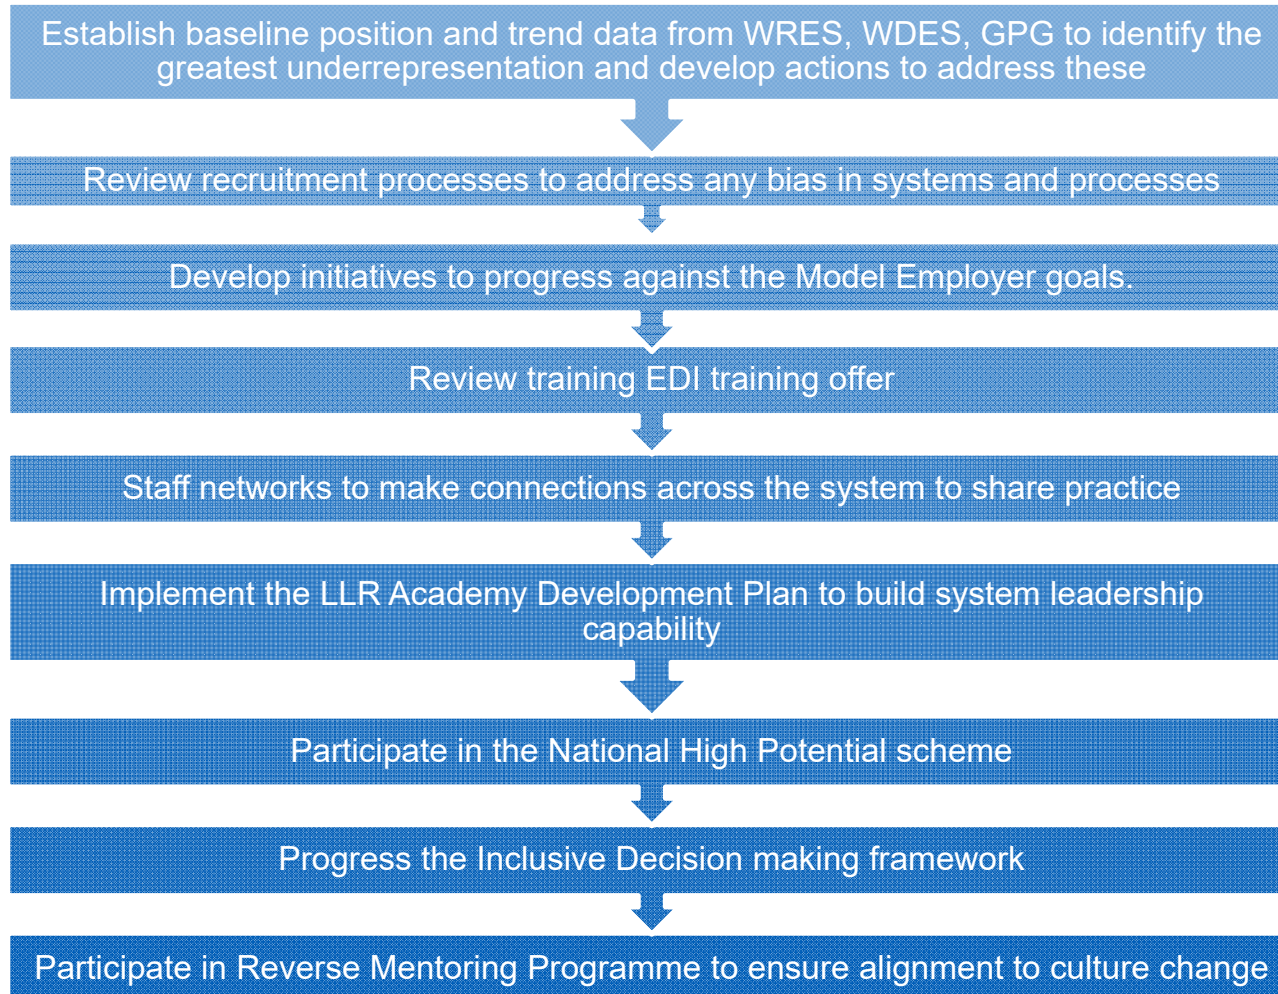 Establish baseline position and trend data from WRES, WDES, GPG to identify the
greatest underrepresentation and develop actions to address these
Review recruitment processes to address any bias in systems and processes
Develop initiatives to progress against the Model Employer goals.
Review training EDI training offer
Staff networks to make connections across the system to share practice
Implement the LLR Academy Development Plan to build system leadership
capability
Participate in the National High Potential scheme
Progress the Inclusive Decision making framework
Participate in Reverse Mentoring Programme to ensure alignment to culture change